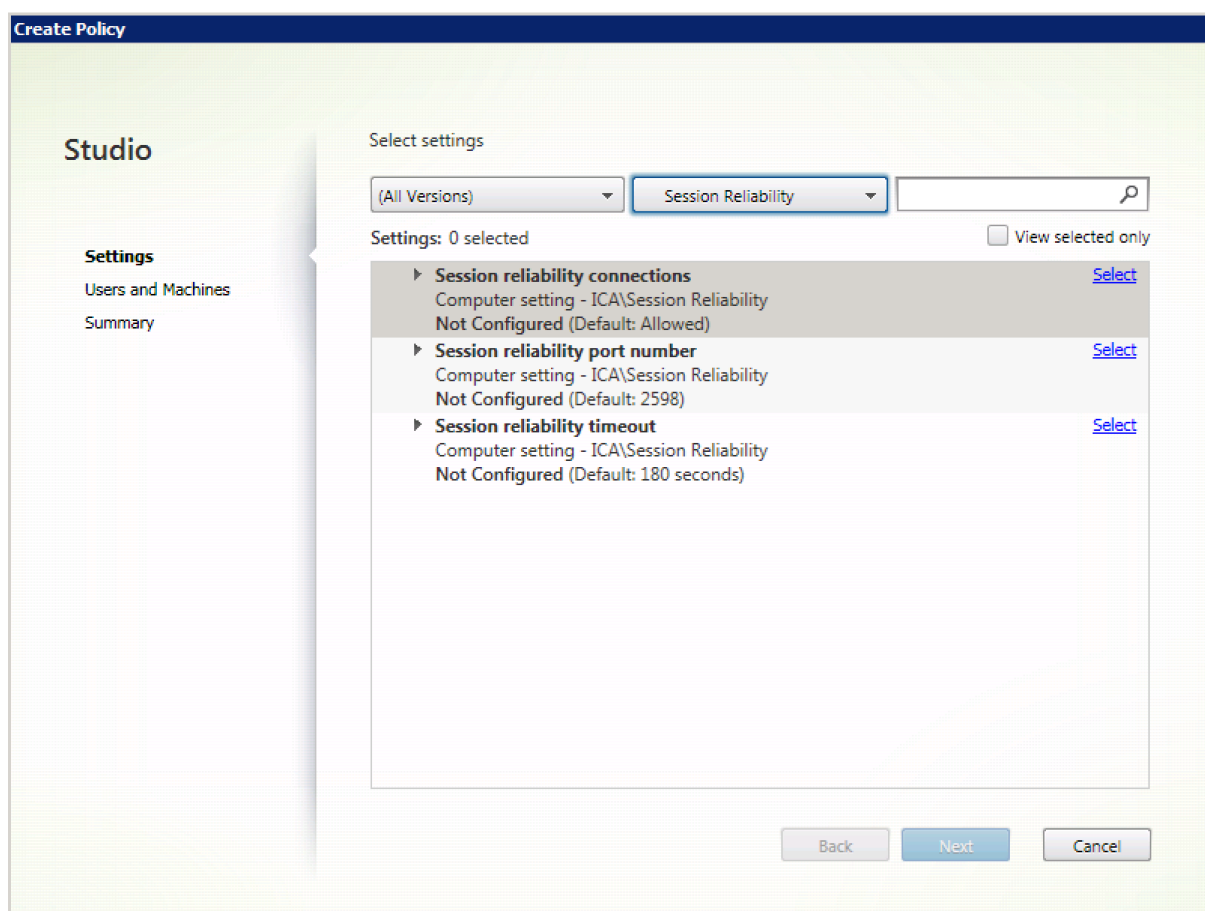 Create Policy
Studio
Select settings
(All Versions)
Session Reliability
Settings: 0 selected
View selected only
Settings
Users and Machines
Summary
Session reliability connections
Select
Computer setting - ICA\Session Reliability
Not Configured (Default: Allowed)
Session reliability port number
Select
Computer setting - ICA\Session Reliability
Not Configured (Default: 2598)
Session reliability timeout
Select
Computer setting - ICA\Session Reliability
Not Configured (Default: 180 seconds)
Back
Next
Cancel